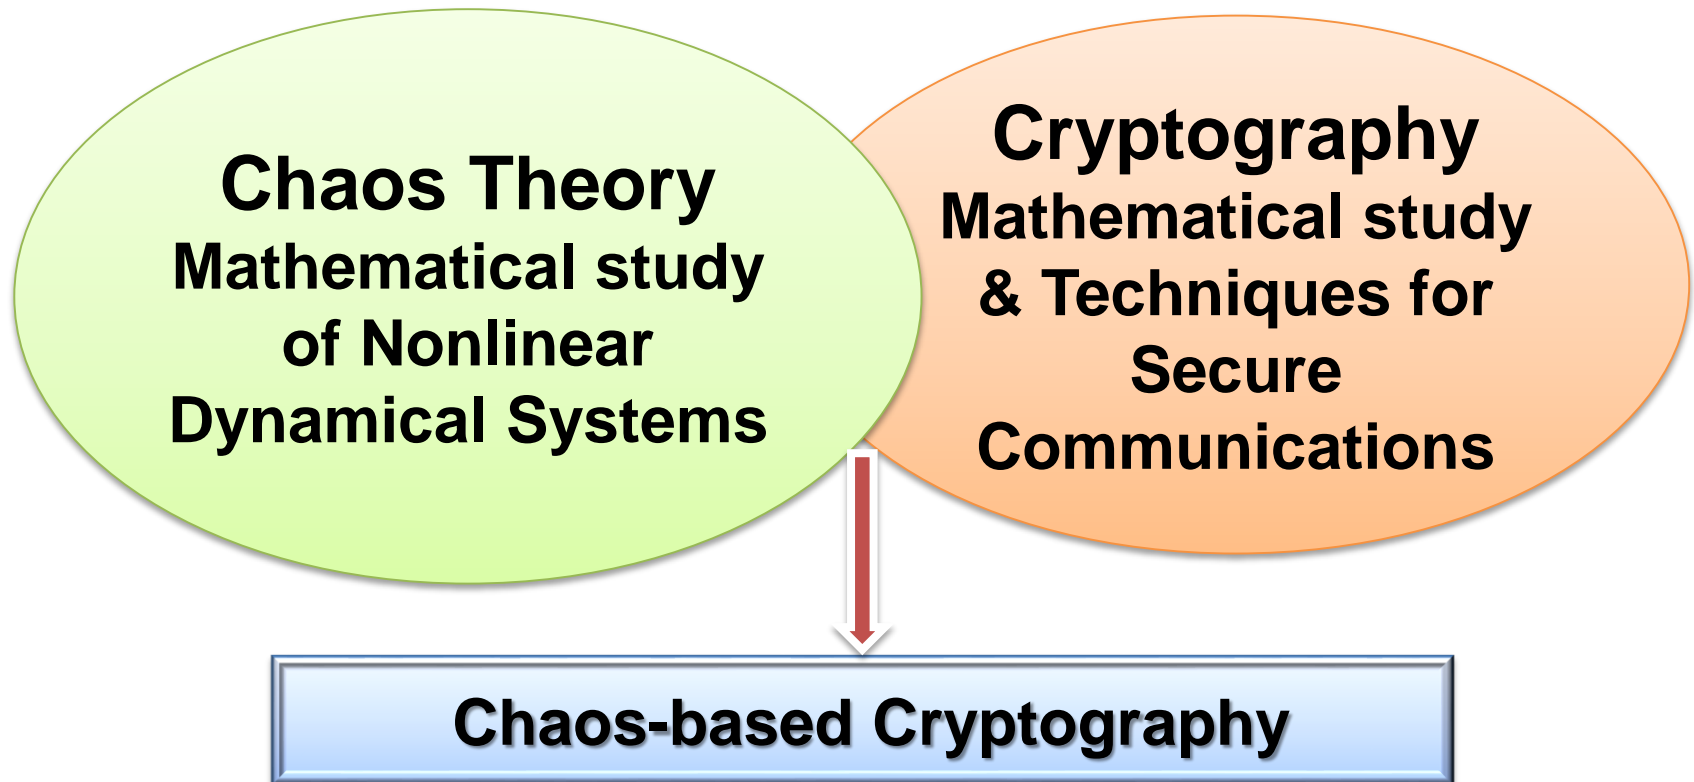 Chaos Theory
Mathematical study
of Nonlinear
Dynamical Systems
Cryptography
Mathematical study
& Techniques for
Secure
Communications
Chaos-based Cryptography